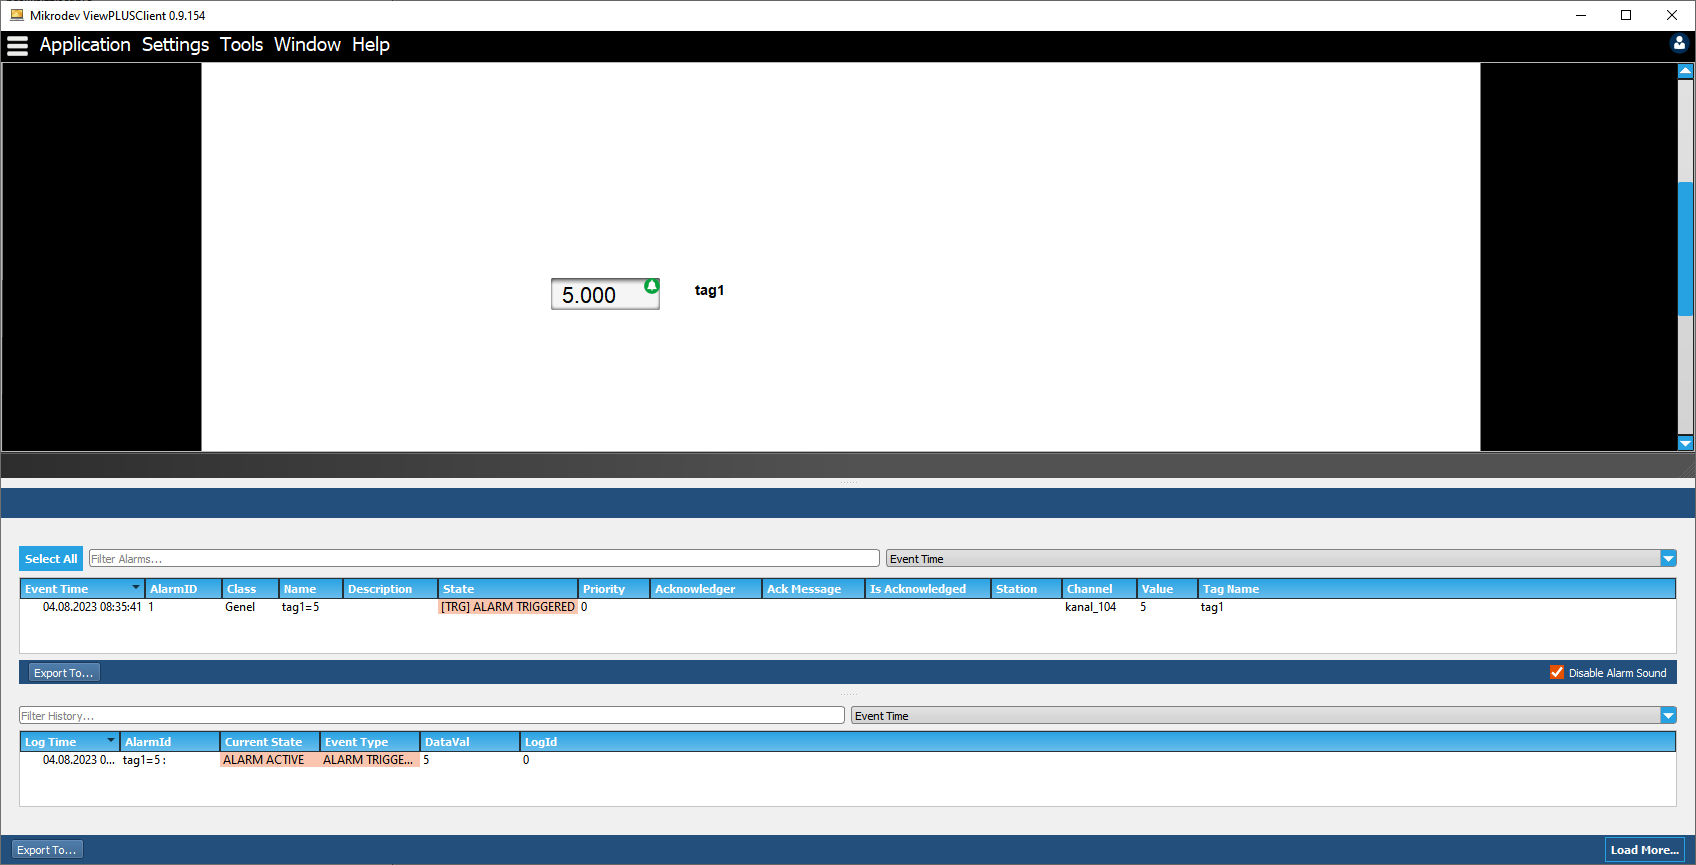 Mikrodev ViewPLUSClient 0.9.154
Application Settings Tools Window Help
5.000 tag1
Select All Filter Alarms... Event Time
Event Time AlarmID Class Name Description State Priority Acknowledger Ack Message Is Acknowledged Station Channel Value Tag Name
04.08.2023 08:35:41 1 Genel tag1=5 [TRG] ALARM TRIGGERED 0 kanal_104 5 tag1
Export To... Disable Alarm Sound
Filter History... Event Time
Log Time AlarmId Current State Event Type DataVal LogId
04.08.2023 0... tag1=5 : ALARM ACTIVE ALARM TRIGGE... 5 0
Export To... Load More...